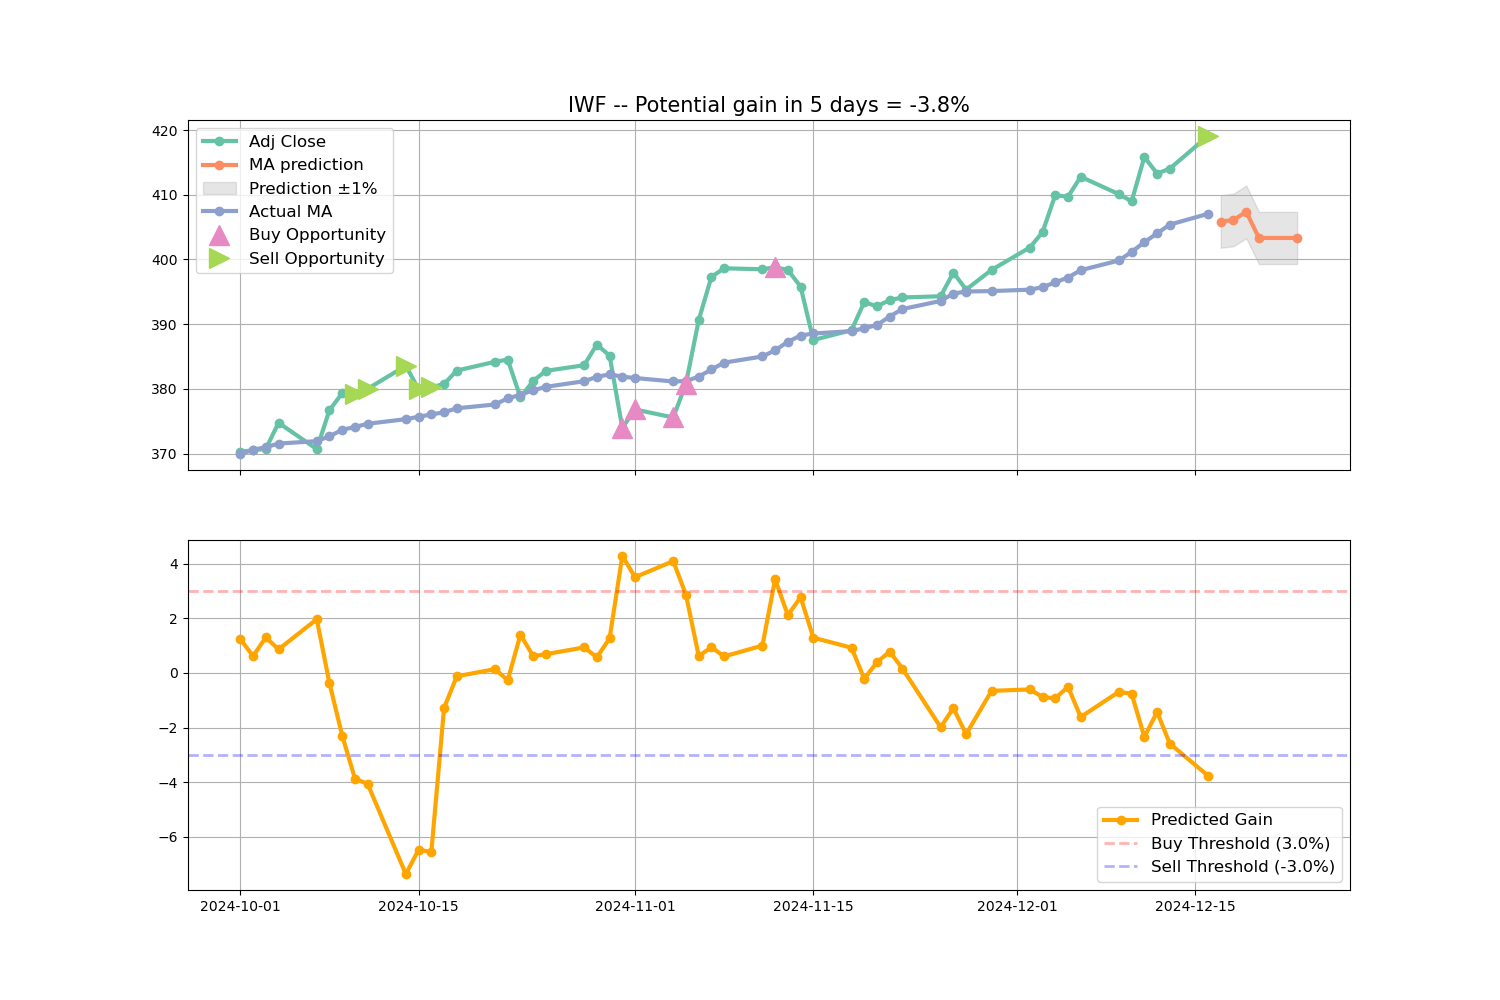 IWF -- Potential gain in 5 days = -3.8%
420
410
400
390
380
370
Adj Close
MA prediction
Prediction ±1%
Actual MA
Buy Opportunity
Sell Opportunity
4
2
0
−2
−4
−6
Predicted Gain
Buy Threshold (3.0%)
Sell Threshold (-3.0%)
2024-10-01
2024-10-15
2024-11-01
2024-11-15
2024-12-01
2024-12-15